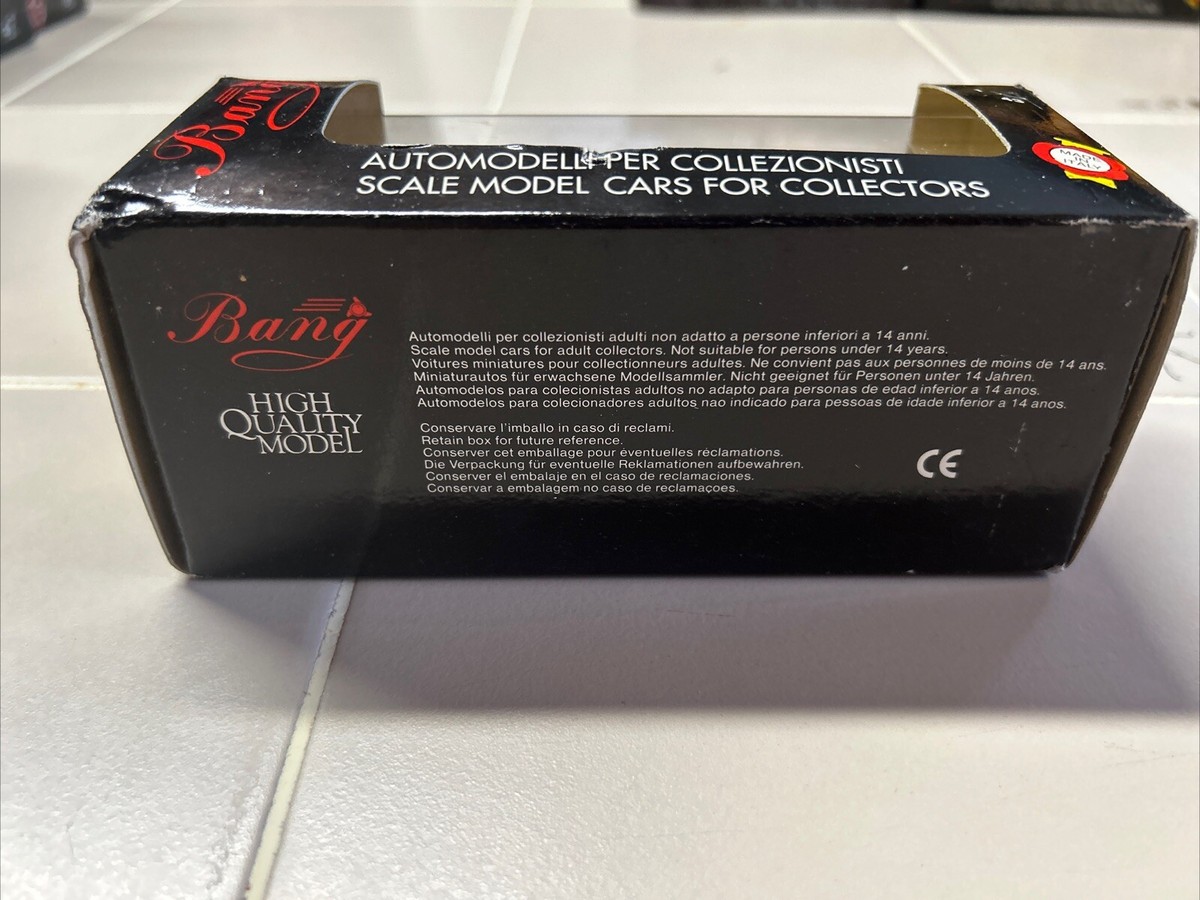 Bang
AUTOMODELLI PER COLLEZIONISTI
SCALE MODEL CARS FOR COLLECTORS
MADE
IN
ITALY
Bang
HIGH
QUALITY
MODEL
Automodelli per collezionisti adulti non adatto a persone inferiori a 14 anni.
Scale model cars for adult collectors. Not suitable for persons under 14 years.
Voitures miniatures pour collectionneurs adultes. Ne convient pas aux personnes de moins de 14 ans.
Miniaturautos für erwachsene Modellsammler. Nicht geeignet für Personen unter 14 Jahren.
Automodelos para colecionistas adultos no adapto para personas de edad inferior a 14 anos.
Automodelos para colecionadores adultos nao indicado para pessoas de idade inferior a 14 anos.
Conservare l'imballo in caso di reclami.
Retain box for future reference.
Conserver cet emballage pour éventuelles réclamations.
Die Verpackung für eventuelle Reklamationen aufbewahren.
Conserver el embalaje en el caso de reclamaciones.
Conservar a embalagem no caso de reclamaçoes.
CE